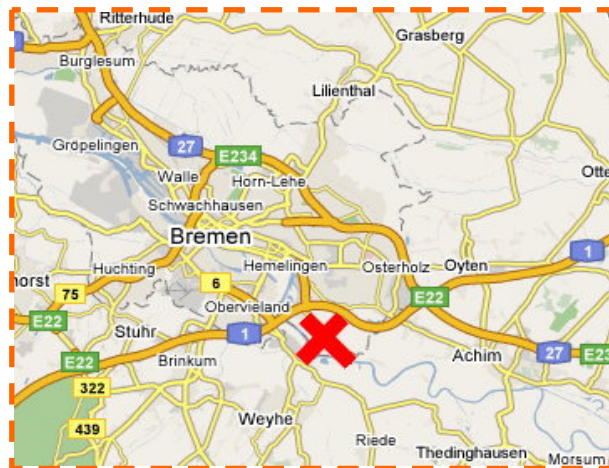 Ritterhude
Grasberg
Burglesum
Lilienthal
Gröpelingen
27
E234
Walle
Horn-Lehe
Otte
Schwachhausen
Bremen
1
Huchting
Hemelingen
Osterholz
Oyten
horst
75
6
E22
Obervieland
E22
Stuhr
1
Brinkum
Achim
27
E23
E22
322
Weyhe
439
Riede
Thedinghausen
Morsum